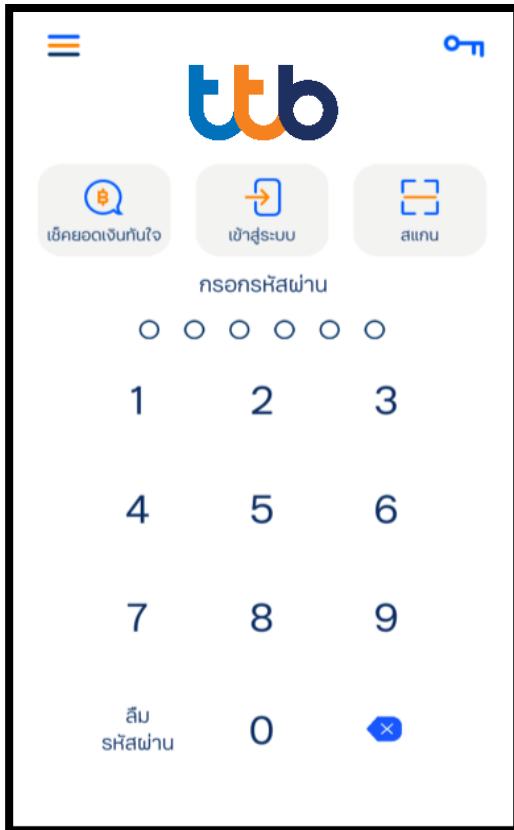 ttb
เช็คยอดเงินทันใจ เข้าสู่ระบบ สแกน
กรอกรหัสผ่าน
1 2 3
4 5 6
7 8 9
ลืม
รหัสผ่าน 0